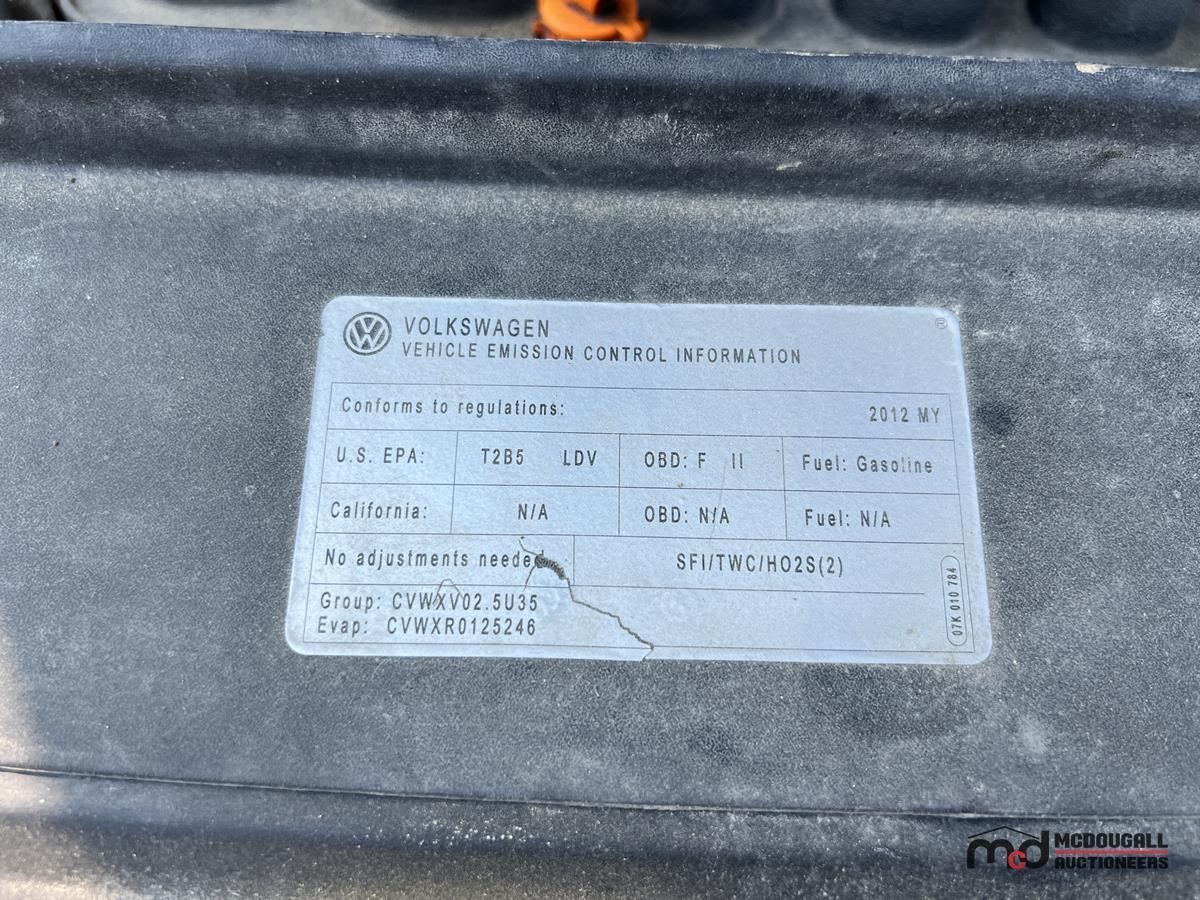 VOLKSWAGEN
VEHICLE EMISSION CONTROL INFORMATION
®
Conforms to regulations: 2012 MY
U.S. EPA: T2B5 LDV OBD: F II Fuel: Gasoline
California: N/A OBD: N/A Fuel: N/A
No adjustments needed SFI/TWC/HO2S(2)
Group: CVWXV02.5U35
Evap: CVWXR0125246
07K 010 784
mcd MCDOUGALL
AUCTIONEERS